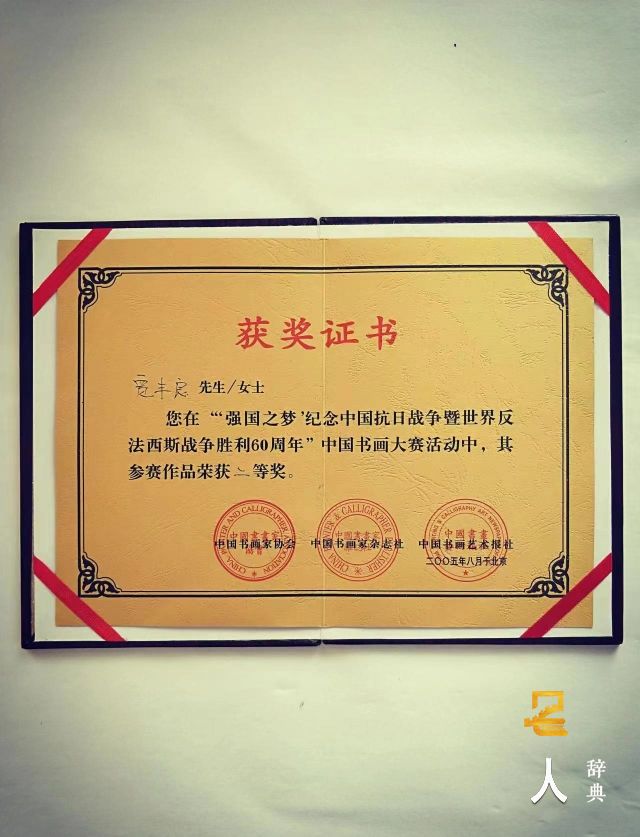 获奖证书
先生/女士
您在“‘强国之梦’纪念中国抗日战争暨世界反
法西斯战争胜利60周年”中国书画大赛活动中，其
参赛作品荣获二等奖。
中国书画家协会 中国书画家杂志社 中国书画艺术报社
二〇〇五年八月于北京
名
人
辞典